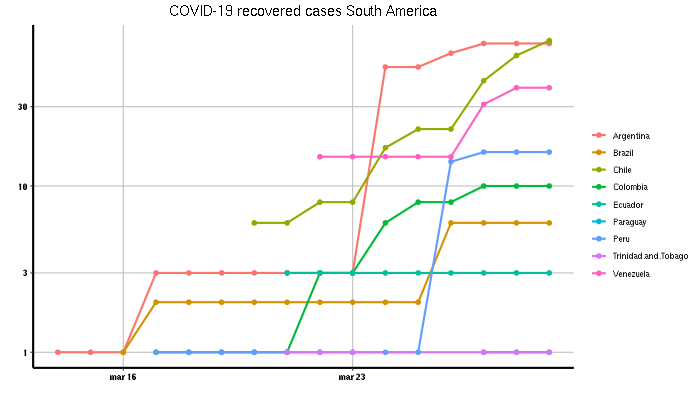 COVID-19 recovered cases South America
30
10
3
1
mar 16
mar 23
Argentina
Brazil
Chile
Colombia
Ecuador
Paraguay
Peru
Trinidad.and.Tobago
Venezuela